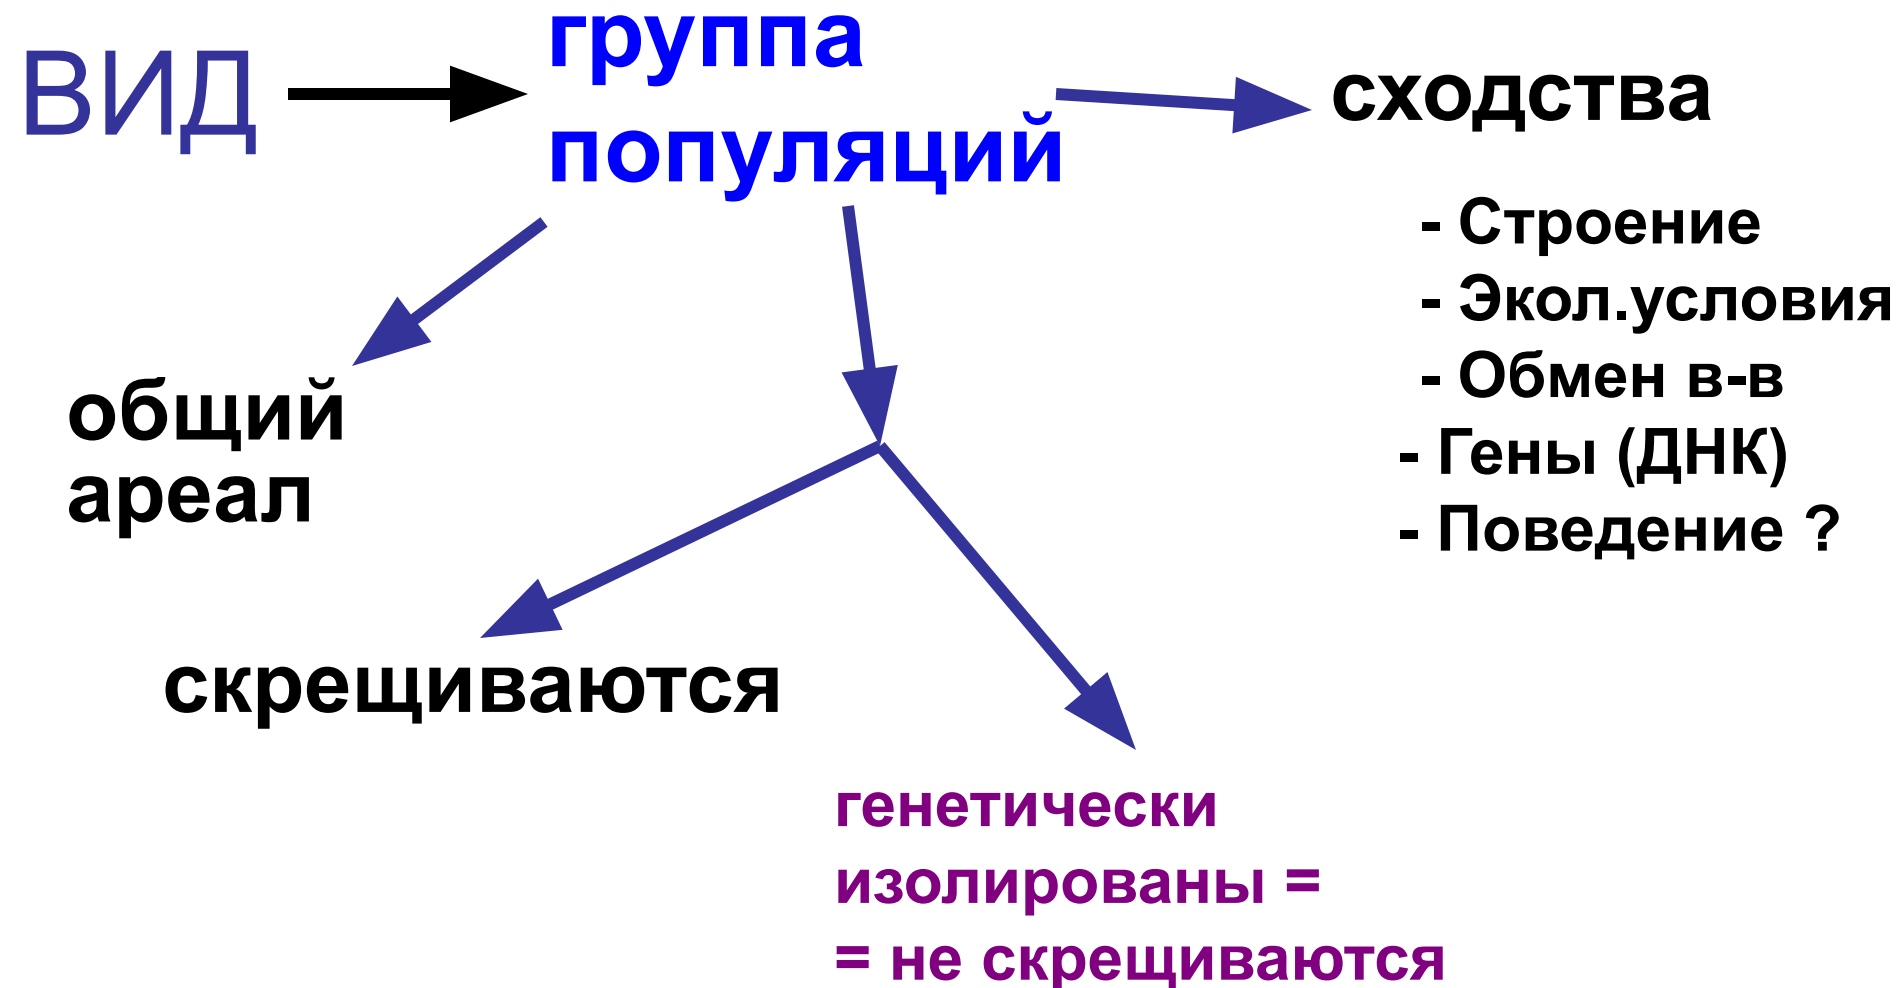 ВИД
группа
популяций
сходства
- Строение
- Экол.условия
- Обмен в-в
- Гены (ДНК)
- Поведение ?
общий
ареал
скрещиваются
генетически
изолированы =
= не скрещиваются